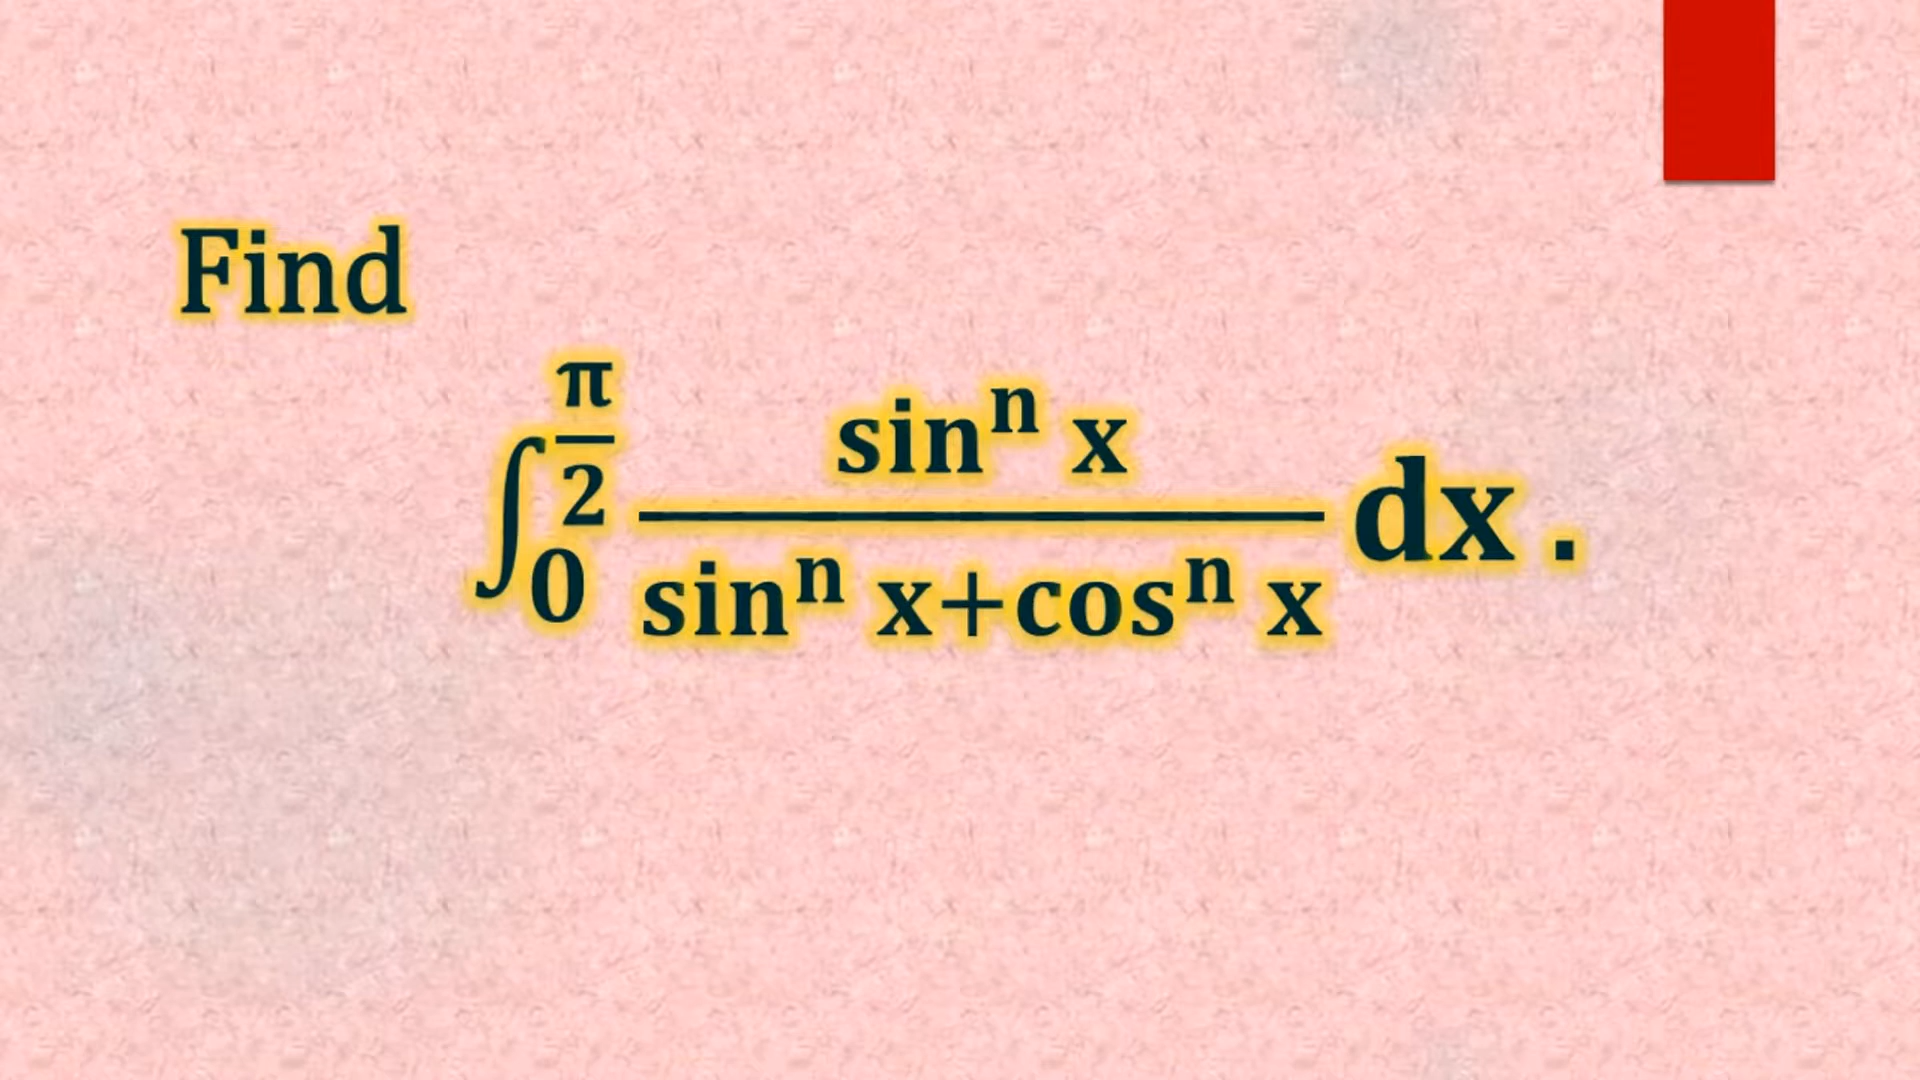 Find
∫₀^(π/2) sinⁿ x / (sinⁿ x+cosⁿ x) dx .